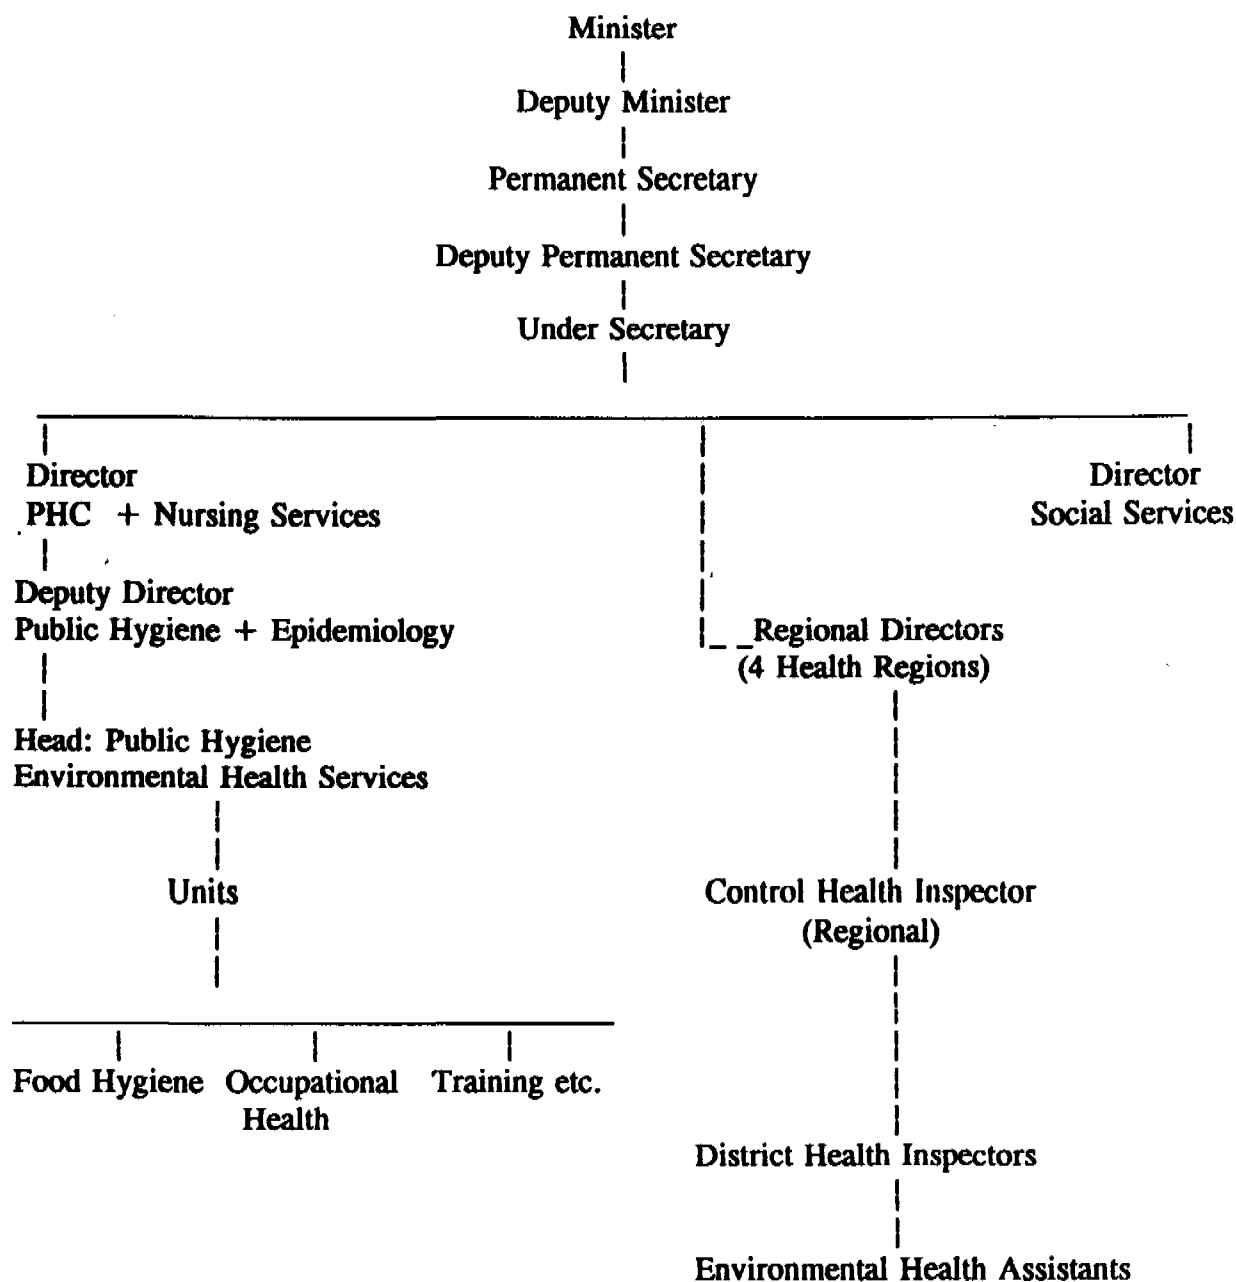 Minister
Deputy Minister
Permanent Secretary
Deputy Permanent Secretary
Under Secretary
Director
PHC + Nursing Services
Deputy Director
Public Hygiene + Epidemiology
Head: Public Hygiene
Environmental Health Services
Units
Food Hygiene
Occupational
Health
Training etc.
Regional Directors
(4 Health Regions)
Control Health Inspector
(Regional)
District Health Inspectors
Environmental Health Assistants
Director
Social Services